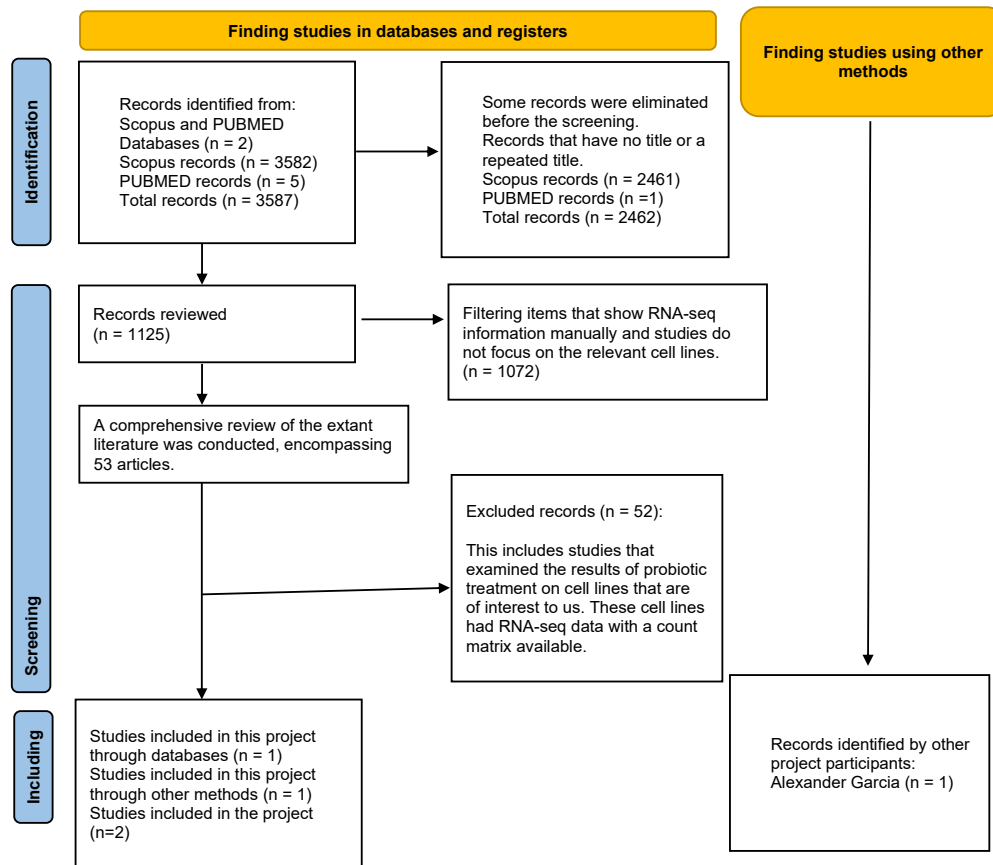 Finding studies in databases and registers
Finding studies using other
methods
Identification
Records identified from:
Scopus and PUBMED
Databases (n = 2)
Scopus records (n = 3582)
PUBMED records (n = 5)
Total records (n = 3587)
Some records were eliminated
before the screening.
Records that have no title or a
repeated title.
Scopus records (n = 2461)
PUBMED records (n =1)
Total records (n = 2462)
Screening
Records reviewed
(n = 1125)
Filtering items that show RNA-seq
information manually and studies do
not focus on the relevant cell lines.
(n = 1072)
A comprehensive review of the extant
literature was conducted, encompassing
53 articles.
Excluded records (n = 52):
This includes studies that
examined the results of probiotic
treatment on cell lines that are
of interest to us. These cell lines
had RNA-seq data with a count
matrix available.
Including
Studies included in this project
through databases (n = 1)
Studies included in this project
through other methods (n = 1)
Studies included in the project
(n=2)
Records identified by other
project participants:
Alexander Garcia (n = 1)